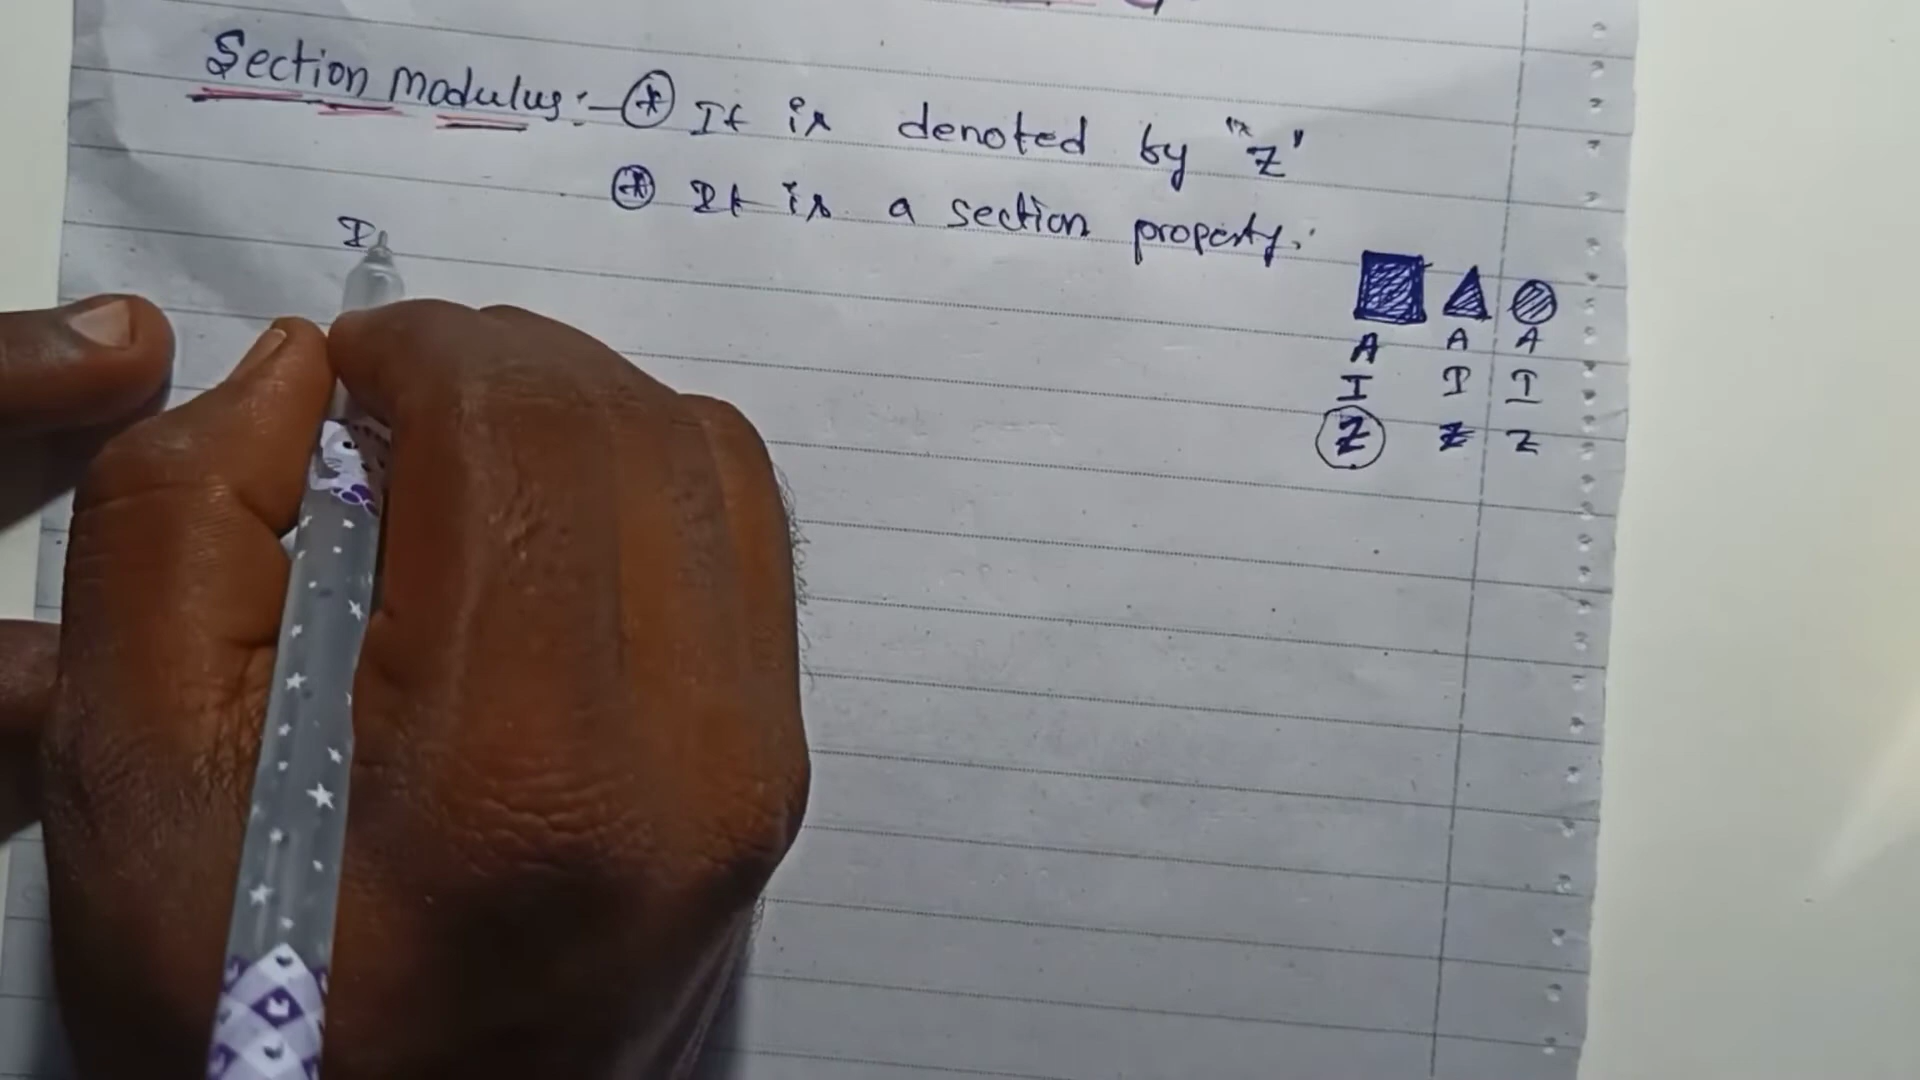 Section modulus:- * It is denoted by "Z"
* It is a section property.
I
A A A
I I I
Z Z Z